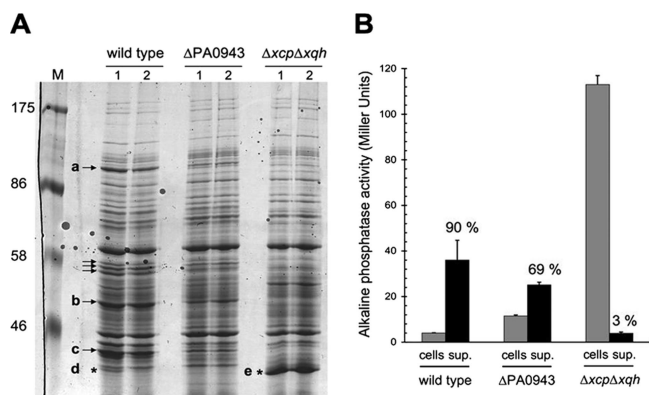 A
wild type ΔPA0943 ΔxcpΔxqh
M 1 2 1 2 1 2
175
a
86
58
b
46
c
d *
e *
B
Alkaline phosphatase activity (Miller Units)
120
100
80
60
40
20
0
90 %
69 %
3 %
cells sup. cells sup. cells sup.
wild type ΔPA0943 ΔxcpΔxqh